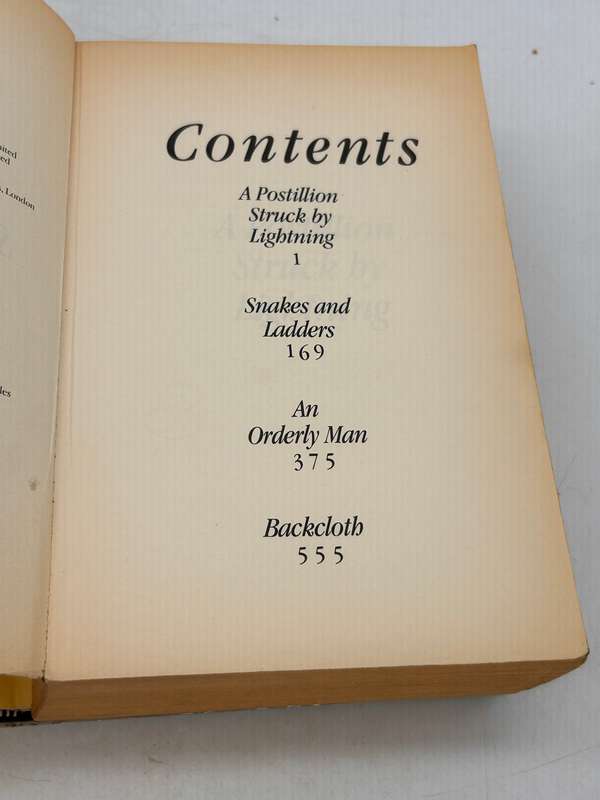 Contents
A Postillion
Struck by
Lightning
1
Snakes and
Ladders
169
An
Orderly Man
375
Backcloth
555
London